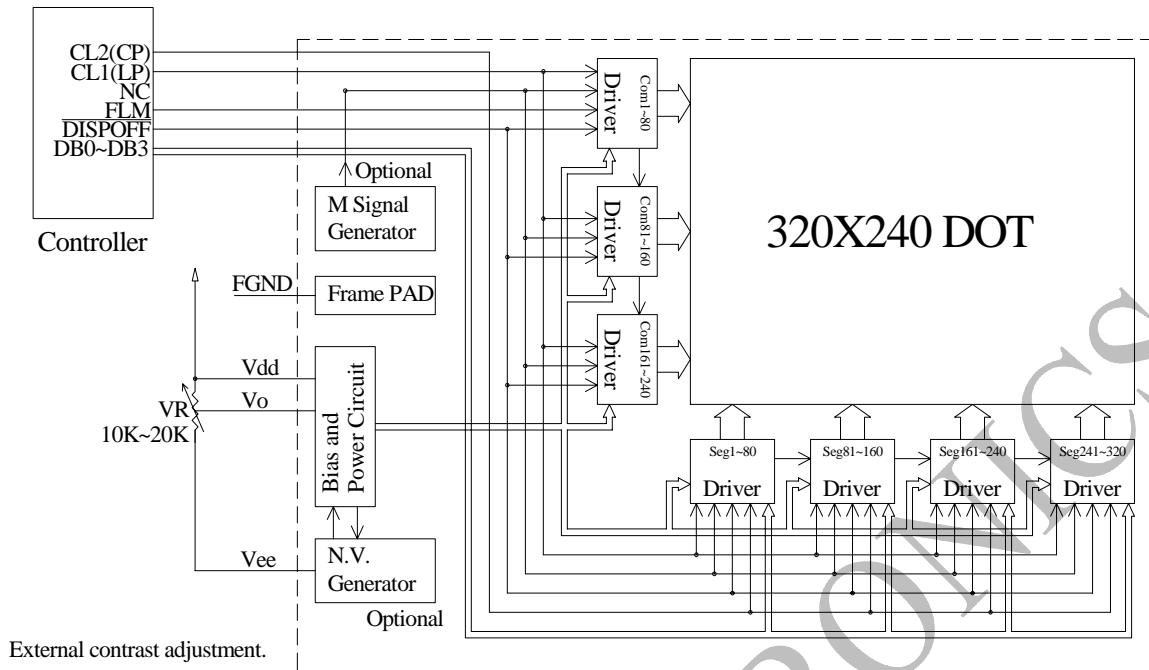 CL2(CP)
CL1(LP)
NC
FLM
DISPOFF
DB0~DB3
Controller
Optional
M Signal
Generator
FGND
Frame PAD
Vdd
VR
Vo
10K~20K
Bias and
Power Circuit
Vee
N.V.
Generator
Optional
External contrast adjustment.
Driver
Com1~80
Driver
Com81~160
Driver
Com161~240
320X240 DOT
Seg1~80
Driver
Seg81~160
Driver
Seg161~240
Driver
Seg241~320
Driver
RONICS